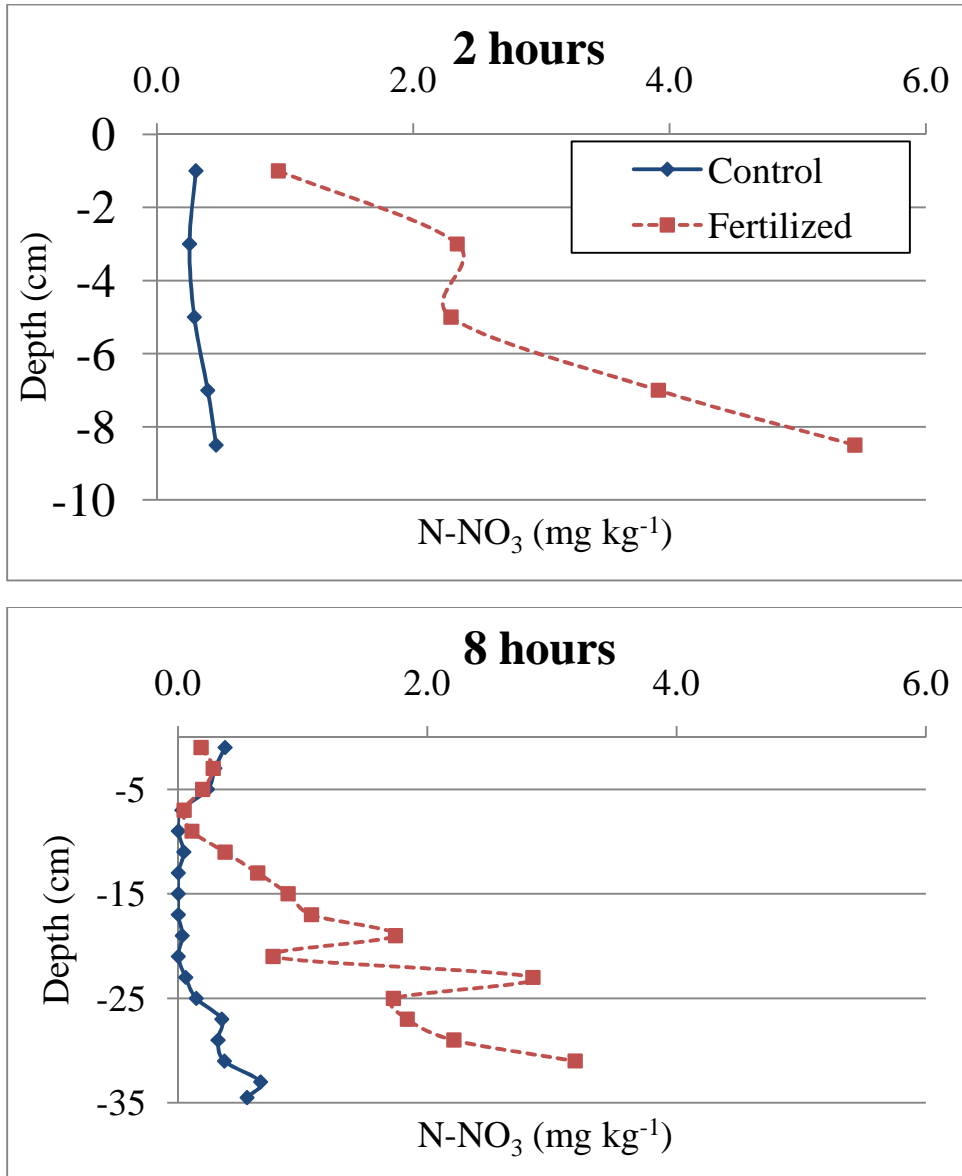 2 hours
0.0 2.0 4.0 6.0
0
-2
-4
-6
-8
-10
Depth (cm)
Control
Fertilized
N-NO₃ (mg kg⁻¹)
8 hours
0.0 2.0 4.0 6.0
-5
-15
-25
-35
Depth (cm)
N-NO₃ (mg kg⁻¹)